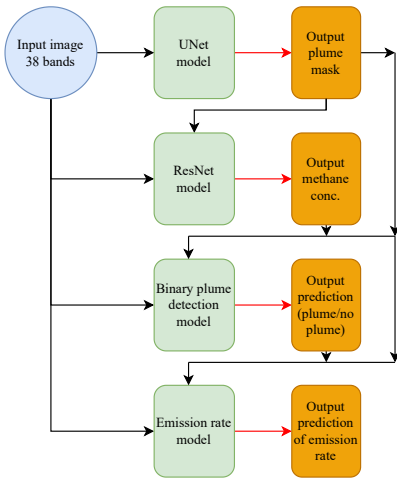 Input image
38 bands
UNet
model
Output
plume
mask
ResNet
model
Output
methane
conc.
Binary plume
detection
model
Output
prediction
(plume/no
plume)
Emission rate
model
Output
prediction
of emission
rate